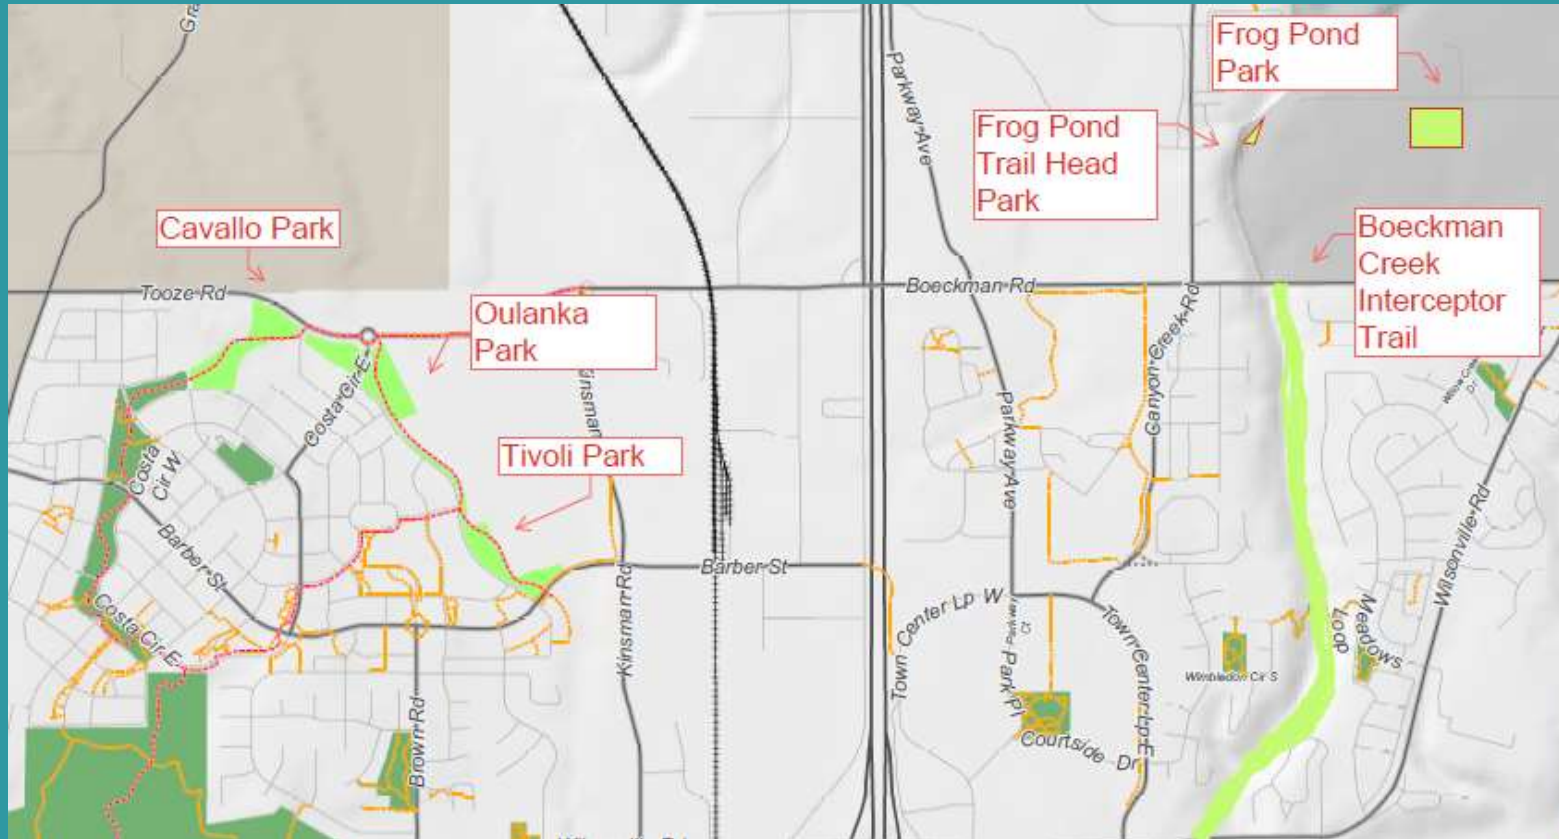 Gra
Frog Pond
Park
Parkway Ave
Frog Pond
Trail Head
Park
Cavallo Park
Boeckman
Creek
Interceptor
Trail
Tooze Rd
Boeckman Rd
Oulanka
Park
Canyon Creek Rd
Costa Cir E
Kinsman
Parkway Ave
Tivoli Park
Costa
Cir W
Wilsonville Rd
Barber St
Barber St
Costa Cir E
Town Center Lp W
Parkway
Ct
Park Pl
Town Center Lp E
Meadows
Loop
Kinsman Rd
Wimbledon Cir S
Brown Rd
Courtside Dr